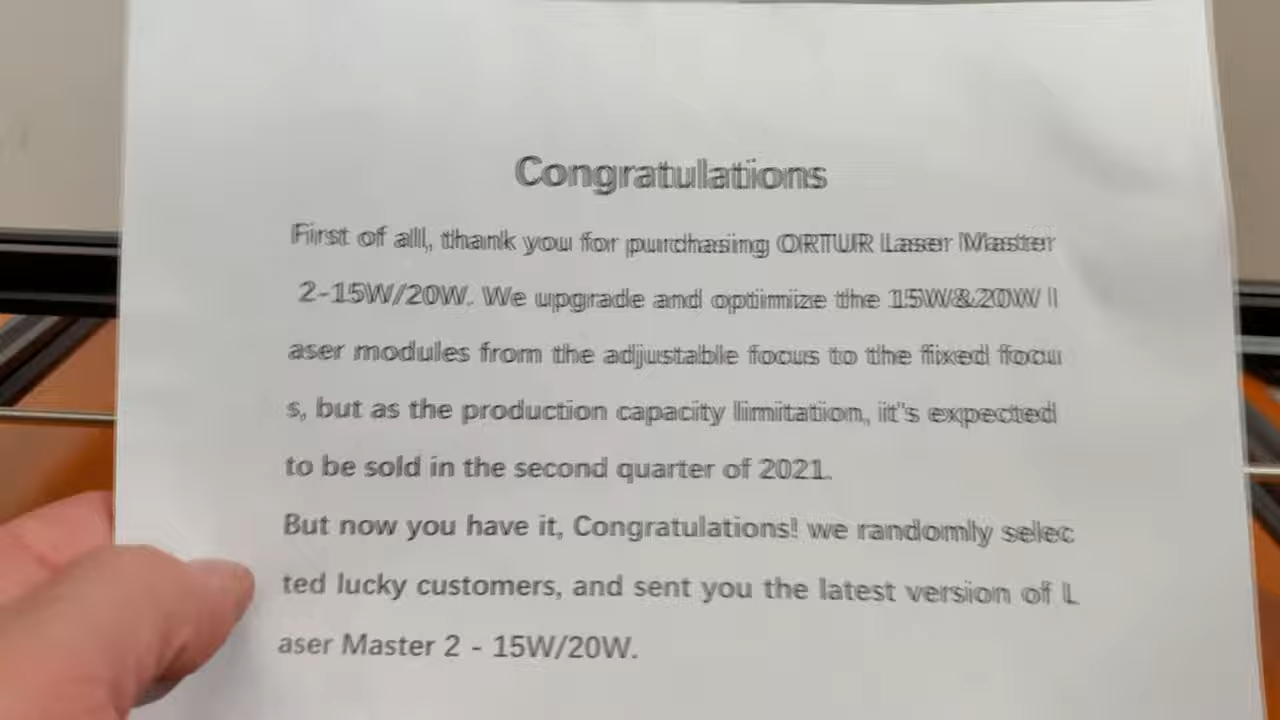 Congratulations
First of all, thank you for purchasing ORTUR Laser Master
2-15W/20W. We upgrade and optimize the 15W&20W l
aser modules from the adjustable focus to the fixed focu
s, but as the production capacity limitation, it's expected
to be sold in the second quarter of 2021.
But now you have it, Congratulations! we randomly selec
ted lucky customers, and sent you the latest version of L
aser Master 2 - 15W/20W.